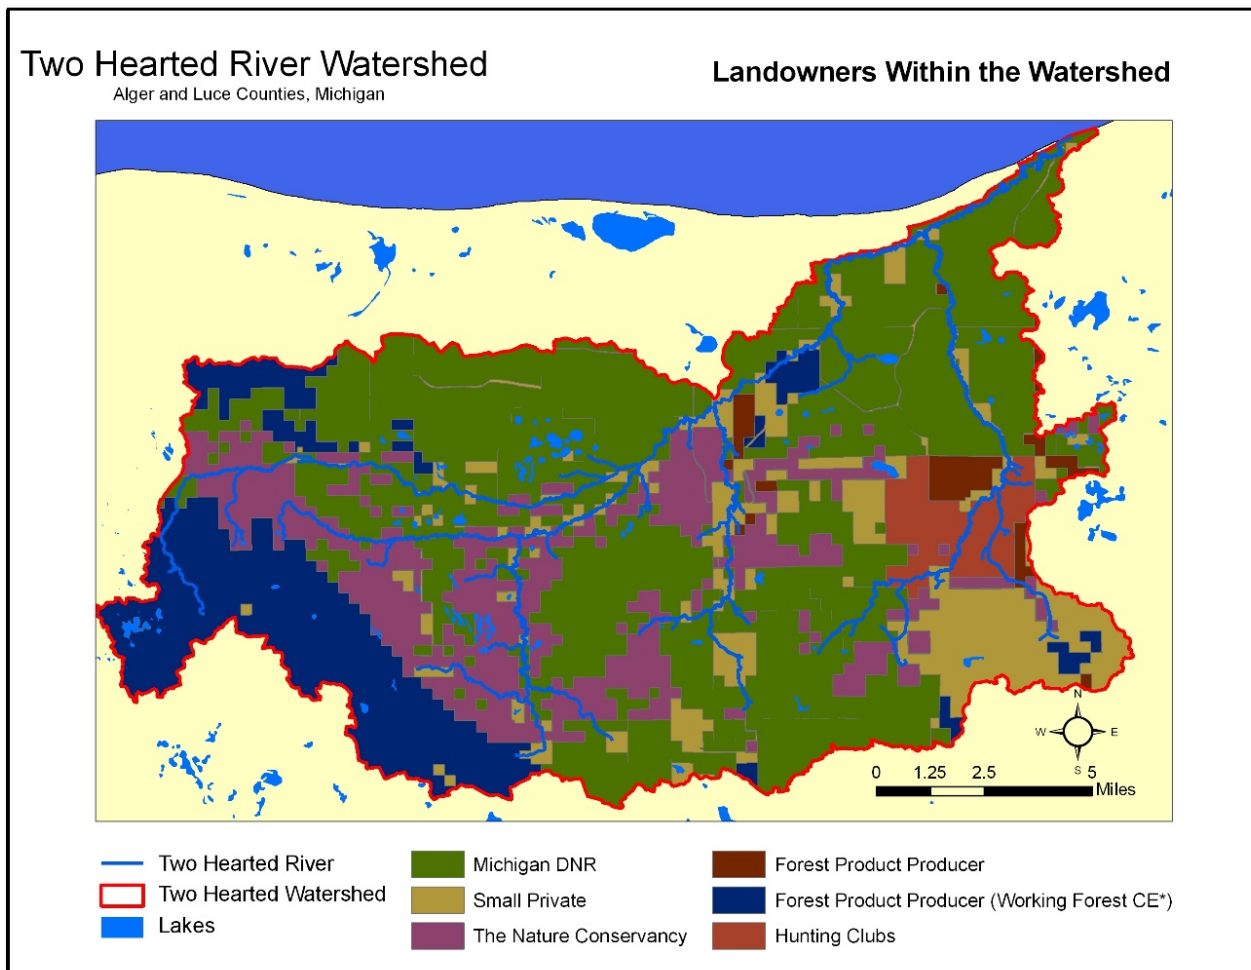 Two Hearted River Watershed
Alger and Luce Counties, Michigan
Landowners Within the Watershed
N
W
E
S
0 1.25 2.5 5
Miles
Two Hearted River
Two Hearted Watershed
Lakes
Michigan DNR
Small Private
The Nature Conservancy
Forest Product Producer
Forest Product Producer (Working Forest CE*)
Hunting Clubs